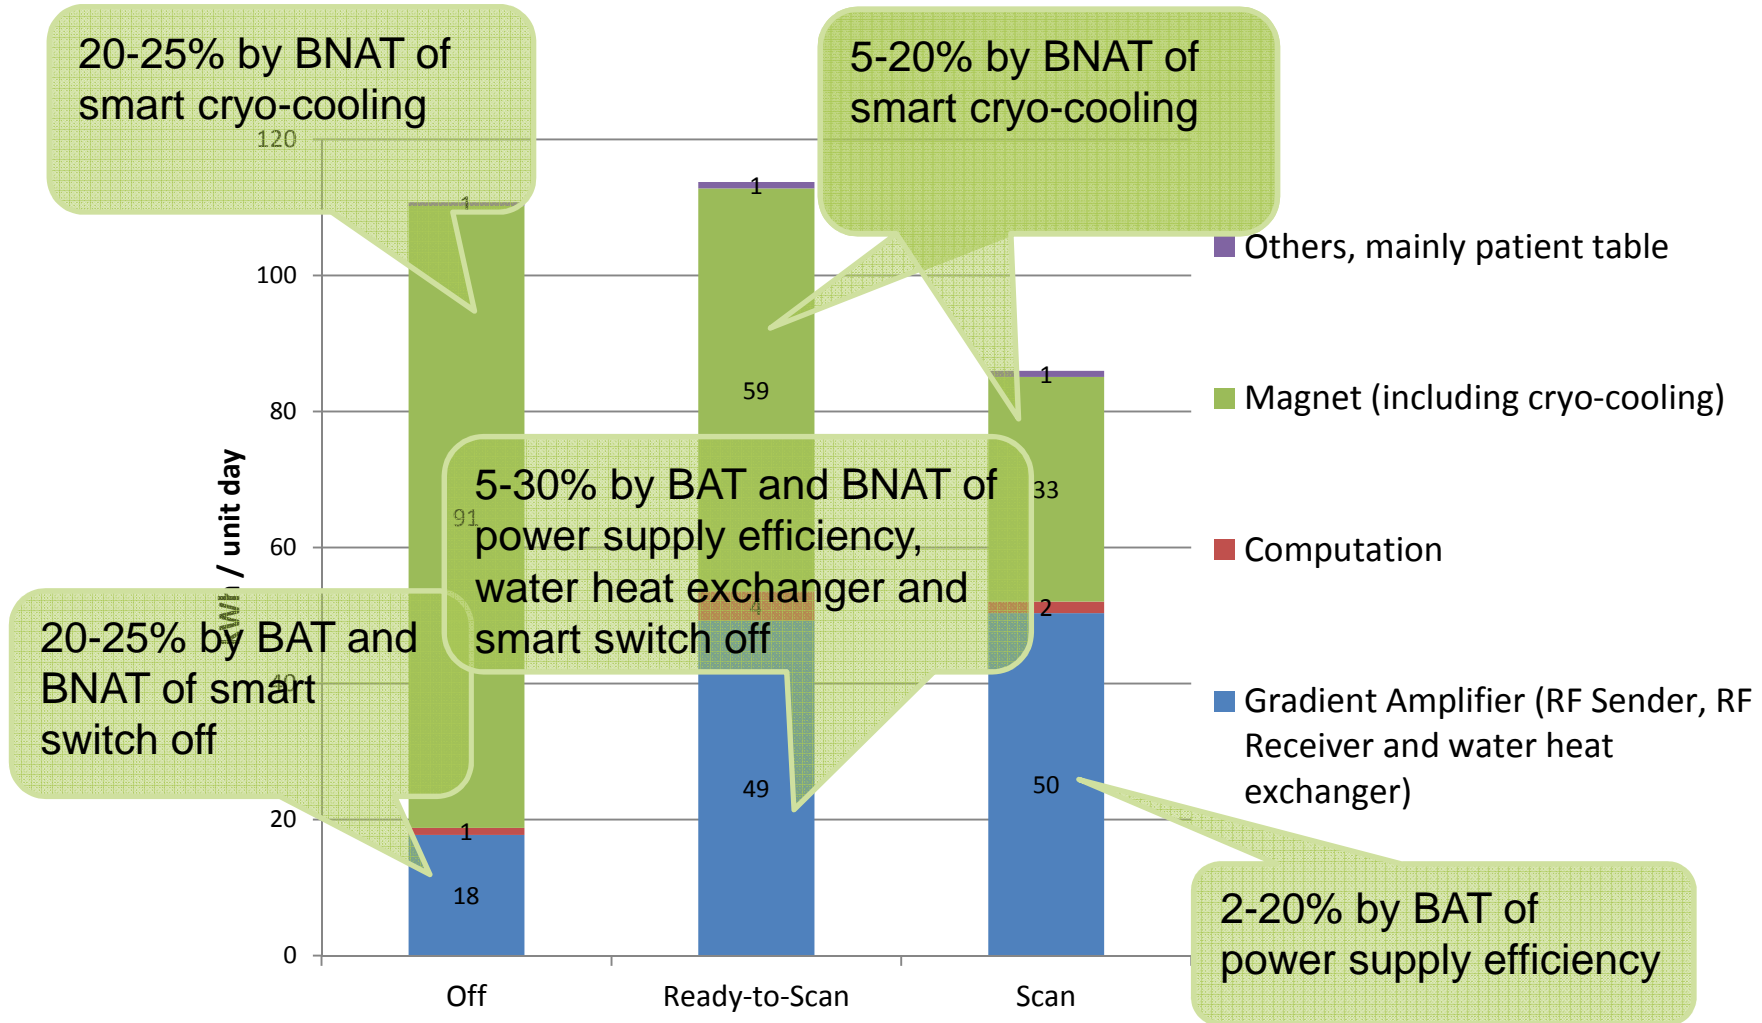 20-25% by BNAT of
smart cryo-cooling
5-20% by BNAT of
smart cryo-cooling
120
100
80
60
40
20
0
kWh / unit day
1
91
1
18
1
59
4
49
1
33
2
50
5-30% by BAT and BNAT of
power supply efficiency,
water heat exchanger and
smart switch off
20-25% by BAT and
BNAT of smart
switch off
2-20% by BAT of
power supply efficiency
Others, mainly patient table
Magnet (including cryo-cooling)
Computation
Gradient Amplifier (RF Sender, RF
Receiver and water heat
exchanger)
Off
Ready-to-Scan
Scan